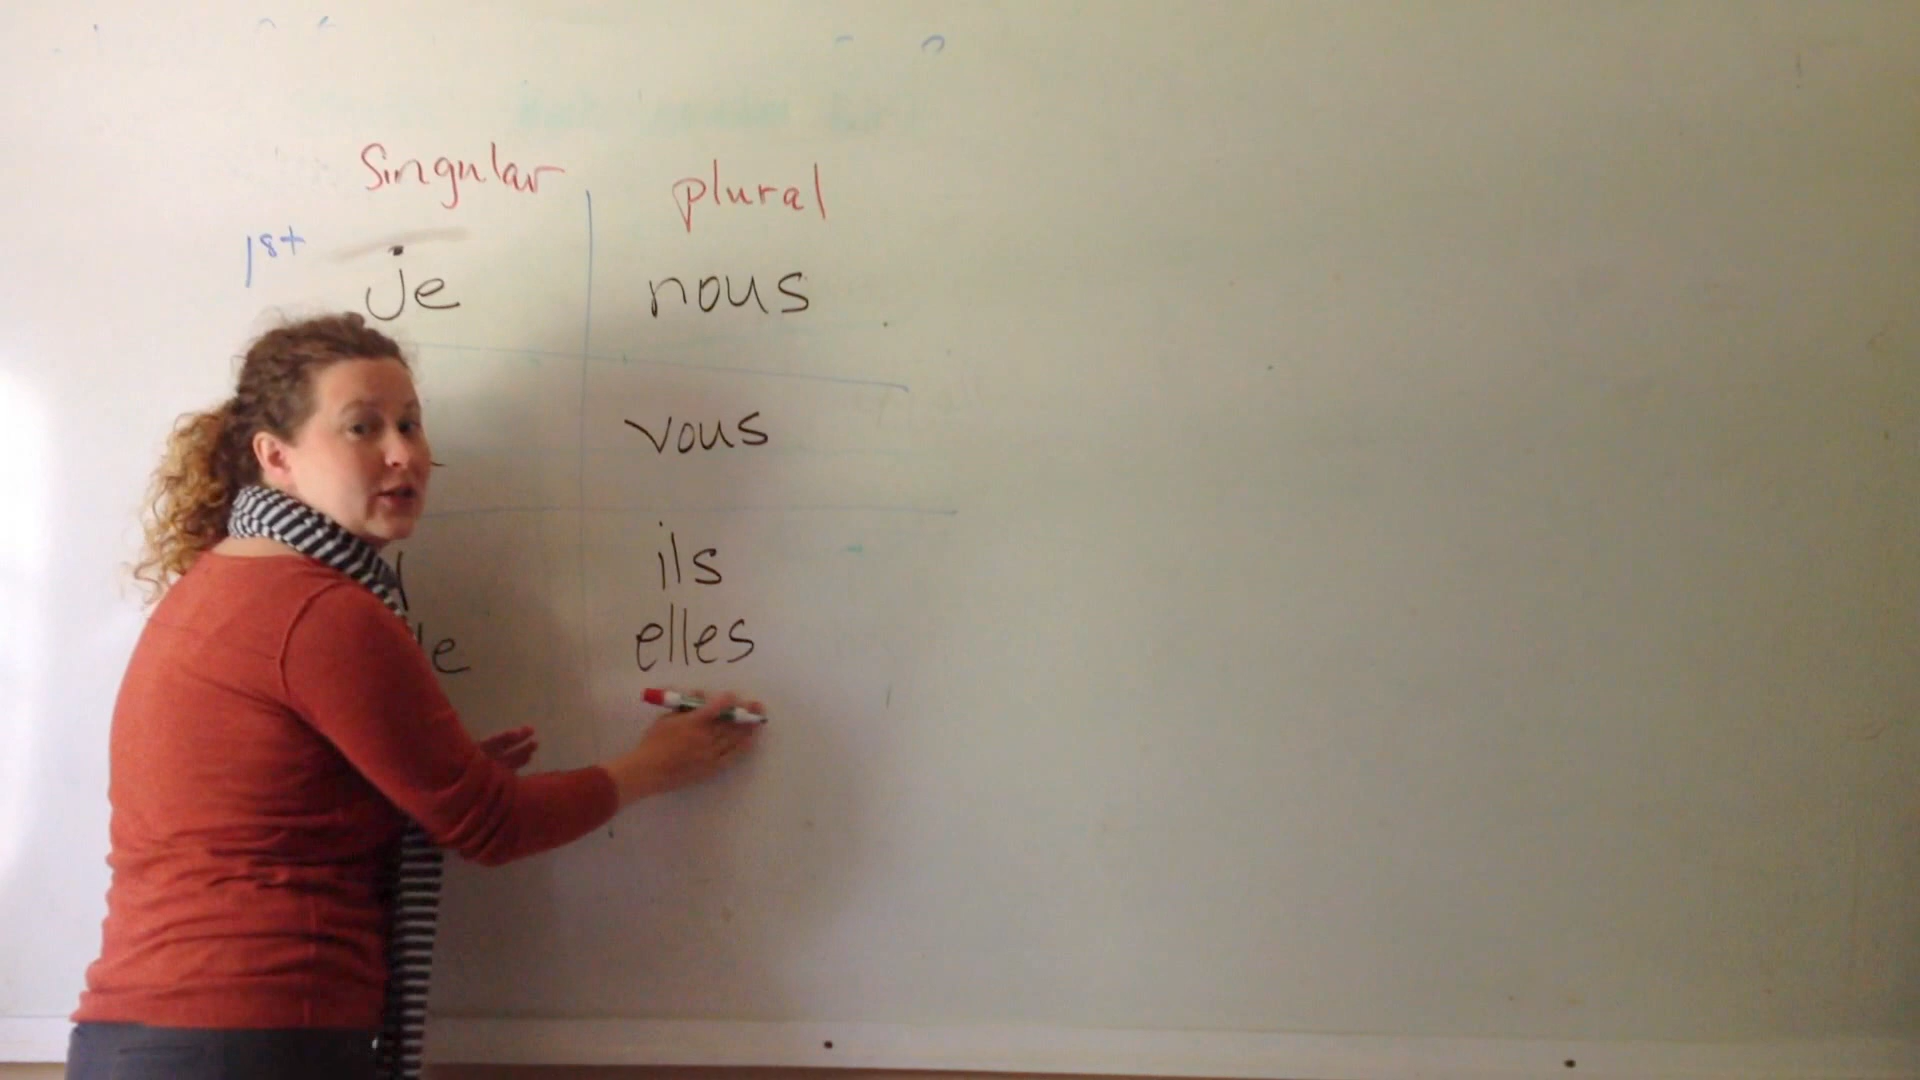 Singular plural
1st je nous
vous
ils
elles